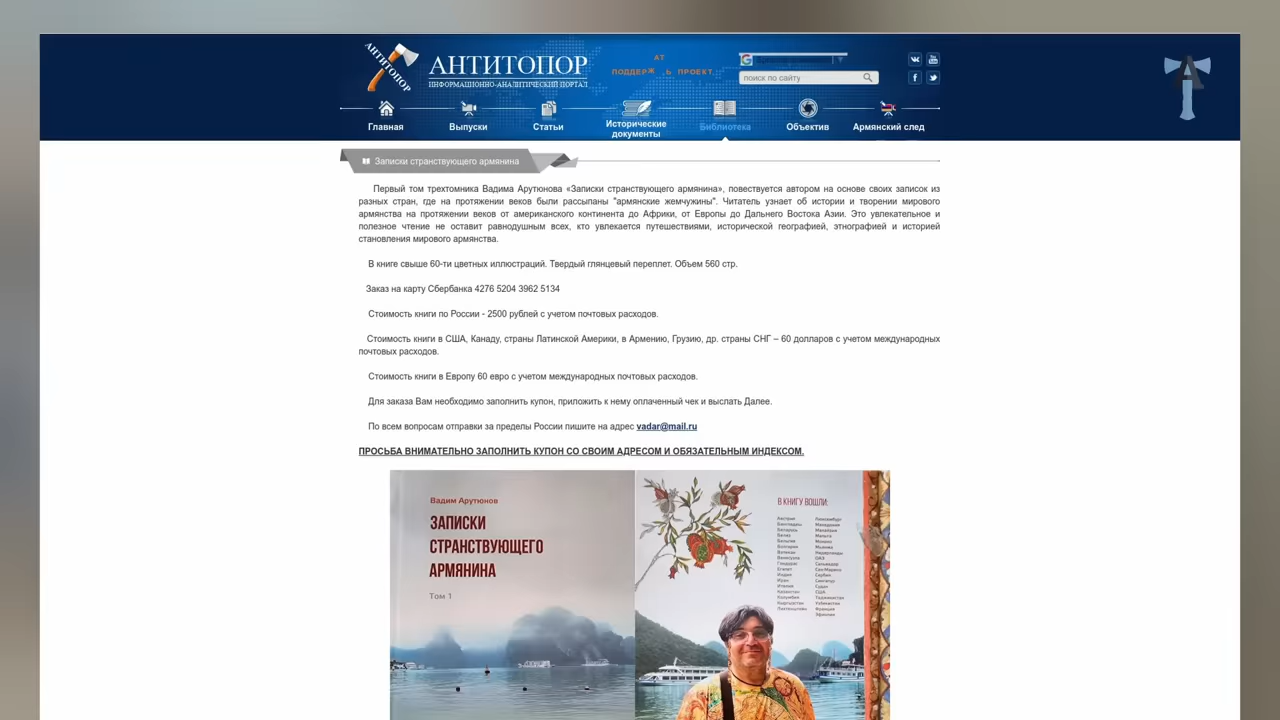 АНТИТОПОР
АНТИТОПОР
ИНФОРМАЦИОННО-АНАЛИТИЧЕСКИЙ ПОРТАЛ
ПРОЕКТ
поиск по сайту
Главная
Выпуски
Статьи
Исторические
документы
Библиотека
Объектив
Армянский след
Записки странствующего армянина
Первый том трехтомника Вадима Арутюнова «Записки странствующего армянина», повествуется автором на основе своих записок из
разных стран, где на протяжении веков были рассыпаны "армянские жемчужины". Читатель узнает об истории и творении мирового
армянства на протяжении веков от американского континента до Африки, от Европы до Дальнего Востока Азии. Это увлекательное и
полезное чтение не оставит равнодушным всех, кто увлекается путешествиями, исторической географией, этнографией и историей
становления мирового армянства.
В книге свыше 60-ти цветных иллюстраций. Твердый глянцевый переплет. Объем 560 стр.
Заказ на карту Сбербанка 4276 5204 3962 5134
Стоимость книги по России - 2500 рублей с учетом почтовых расходов.
Стоимость книги в США, Канаду, страны Латинской Америки, в Армению, Грузию, др. страны СНГ – 60 долларов с учетом международных
почтовых расходов.
Стоимость книги в Европу 60 евро с учетом международных почтовых расходов.
Для заказа Вам необходимо заполнить купон, приложить к нему оплаченный чек и выслать Далее.
По всем вопросам отправки за пределы России пишите на адрес vadar@mail.ru
ПРОСЬБА ВНИМАТЕЛЬНО ЗАПОЛНИТЬ КУПОН СО СВОИМ АДРЕСОМ И ОБЯЗАТЕЛЬНЫМ ИНДЕКСОМ.
Вадим Арутюнов
ЗАПИСКИ
СТРАНСТВУЮЩЕГО
АРМЯНИНА
Том 1
В КНИГУ ВОШЛИ: